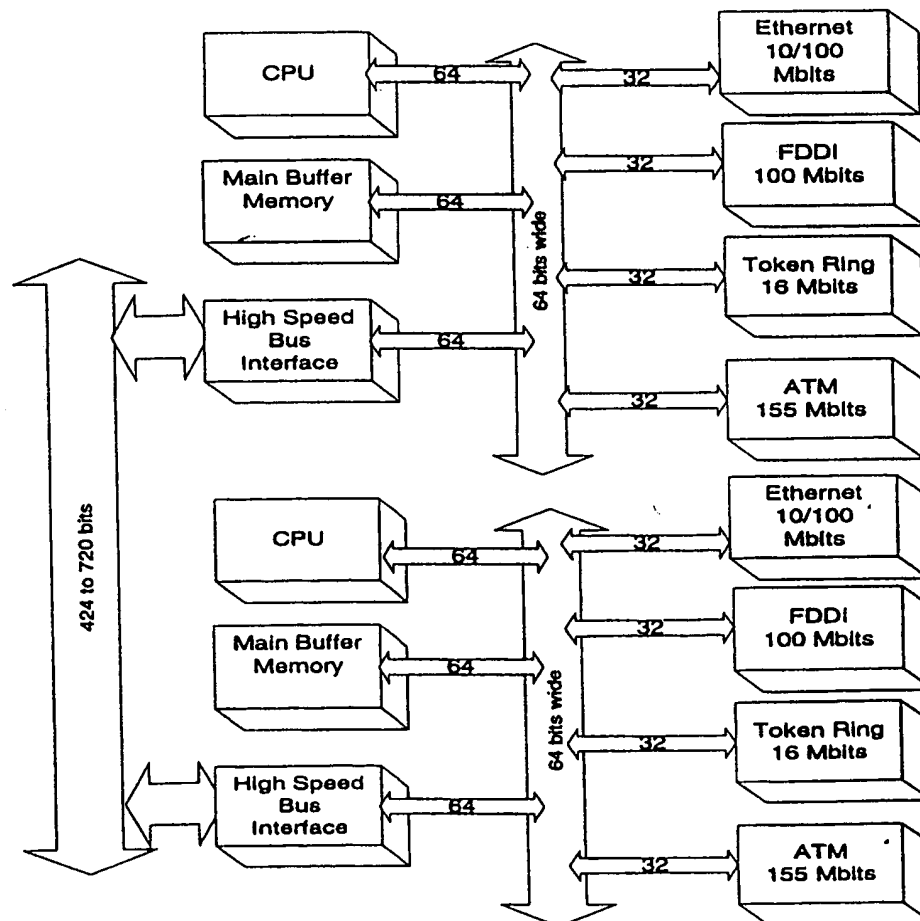 CPU
64
32
Ethernet
10/100
Mbits
Main Buffer
Memory
64
32
FDDI
100 Mbits
64 bits wide
High Speed
Bus
Interface
64
32
Token Ring
16 Mbits
32
ATM
155 Mbits
424 to 720 bits
CPU
64
32
Ethernet
10/100
Mbits
Main Buffer
Memory
64
32
FDDI
100 Mbits
64 bits wide
32
Token Ring
16 Mbits
High Speed
Bus
Interface
64
32
ATM
155 Mbits